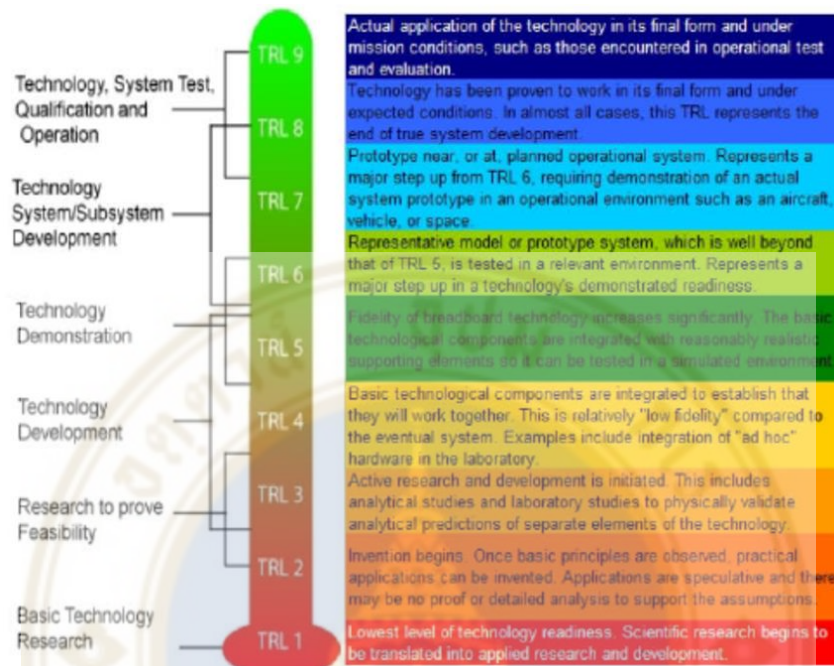 Technology, System Test,
Qualification and
Operation
Technology
System/Subsystem
Development
Technology
Demonstration
Technology
Development
Research to prove
Feasibility
Basic Technology
Research
TRL 9
TRL 8
TRL 7
TRL 6
TRL 5
TRL 4
TRL 3
TRL 2
TRL 1
Actual application of the technology in its final form and under
mission conditions, such as those encountered in operational test
and evaluation.
Technology has been proven to work in its final form and under
expected conditions. In almost all cases, this TRL represents the
end of true system development.
Prototype near, or at, planned operational system. Represents a
major step up from TRL 6, requiring demonstration of an actual
system prototype in an operational environment such as an aircraft,
vehicle, or space.
Representative model or prototype system, which is well beyond
that of TRL 5, is tested in a relevant environment. Represents a
major step up in a technology's demonstrated readiness.
Fidelity of breadboard technology increases significantly. The basic
technological components are integrated with reasonably realistic
supporting elements so it can be tested in a simulated environment
Basic technological components are integrated to establish that
they will work together. This is relatively "low fidelity" compared to
the eventual system. Examples include integration of "ad hoc"
hardware in the laboratory.
Active research and development is initiated. This includes
analytical studies and laboratory studies to physically validate
analytical predictions of separate elements of the technology.
Invention begins. Once basic principles are observed, practical
applications can be invented. Applications are speculative and there
may be no proof or detailed analysis to support the assumptions.
Lowest level of technology readiness. Scientific research begins to
be translated into applied research and development.